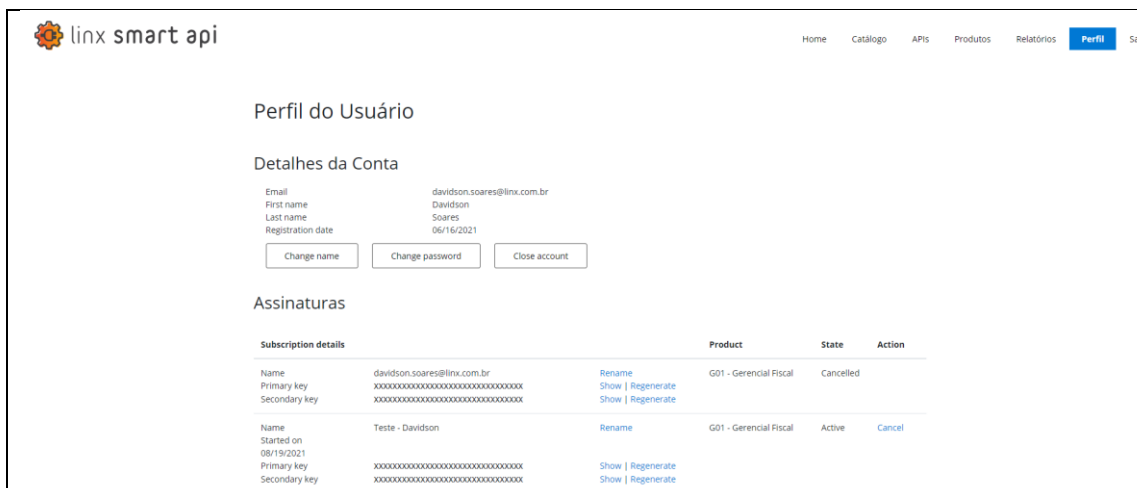 linx smart api
Home Catálogo APIs Produtos Relatórios Perfil
Perfil do Usuário
Detalhes da Conta
Email davidson.soares@linx.com.br
First name Davidson
Last name Soares
Registration date 06/16/2021
Change name Change password Close account
Assinaturas
Subscription details Product State Action
Name davidson.soares@linx.com.br Rename G01 - Gerencial Fiscal Cancelled
Primary key xxxxxxxxxxxxxxxxxxxxxxxxxxxxxxxx Show | Regenerate
Secondary key xxxxxxxxxxxxxxxxxxxxxxxxxxxxxxxx Show | Regenerate
Name Teste - Davidson Rename G01 - Gerencial Fiscal Active Cancel
Started on
08/19/2021
Primary key xxxxxxxxxxxxxxxxxxxxxxxxxxxxxxxx Show | Regenerate
Secondary key xxxxxxxxxxxxxxxxxxxxxxxxxxxxxxxx Show | Regenerate